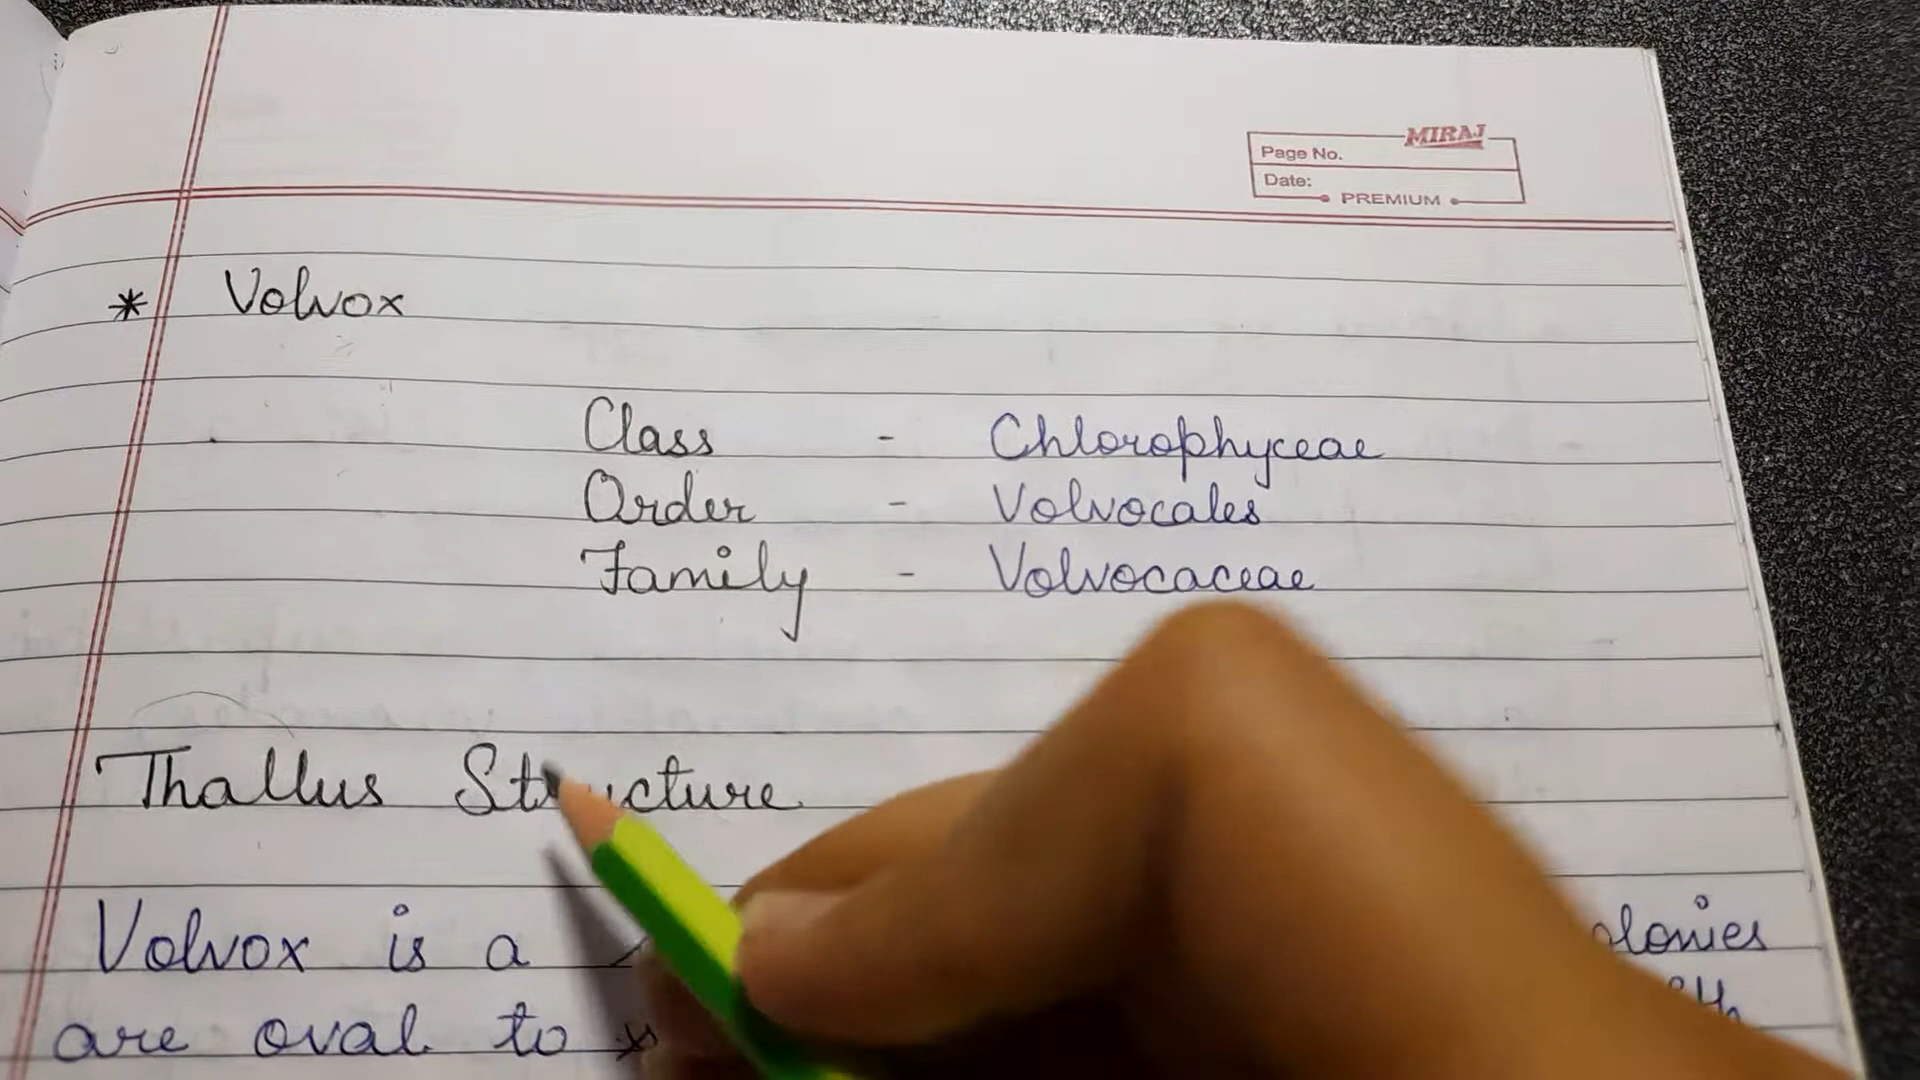 MIRAJ
Page No.
Date:
PREMIUM
* Volvox
Class - Chlorophyceae
Order - Volvocales
Family - Volvocaceae
Thallus Structure
Volvox is a
are oval to